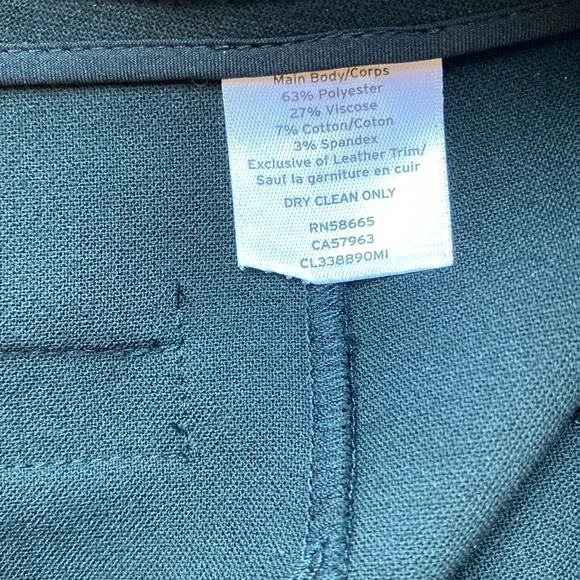 Main Body/Corps
63% Polyester
27% Viscose
7% Cotton/Coton
3% Spandex
Exclusive of Leather Trim/
Sauf la garniture en cuir
DRY CLEAN ONLY
RN58665
CA57963
CL338890MI